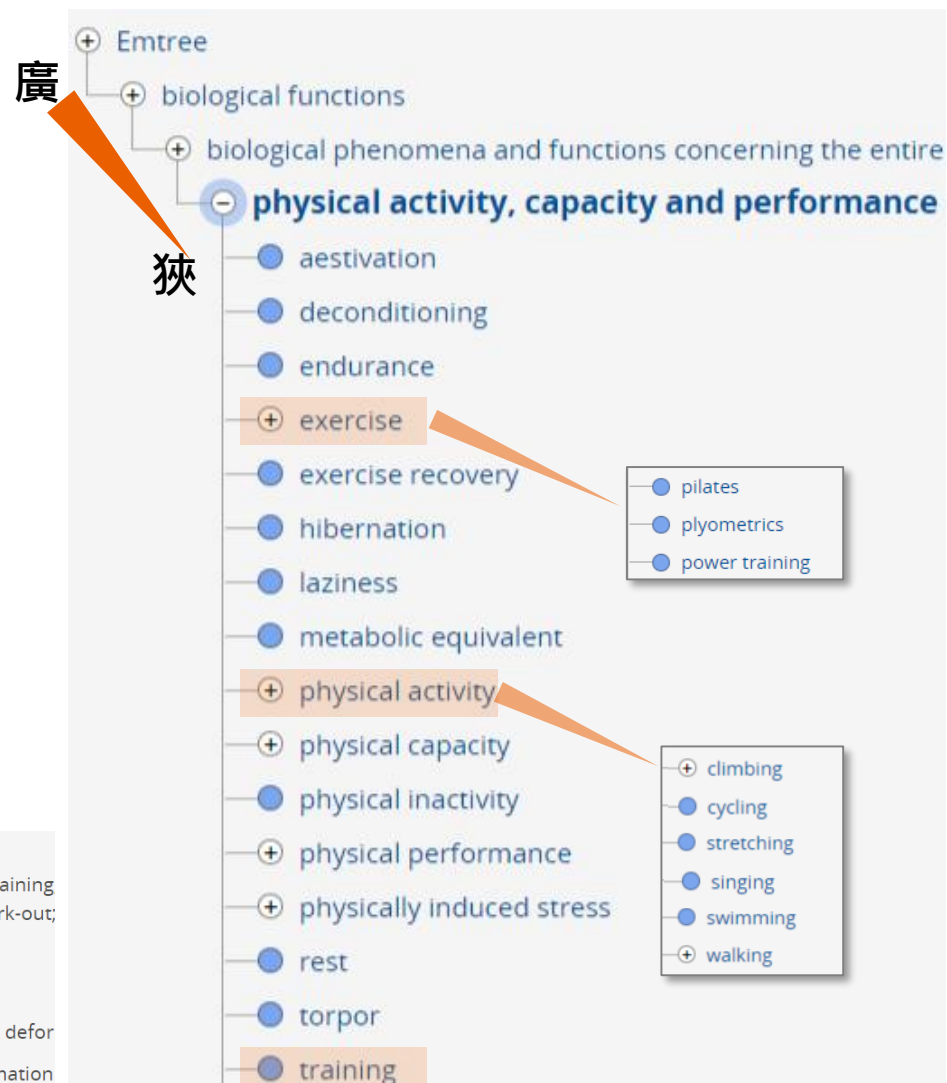 Emtree
廣
biological functions
biological phenomena and functions concerning the entire
physical activity, capacity and performance
狹
aestivation
deconditioning
endurance
exercise
exercise recovery
hibernation
laziness
metabolic equivalent
physical activity
physical capacity
physical inactivity
physical performance
physically induced stress
rest
torpor
training
pilates
plyometrics
power training
climbing
cycling
stretching
singing
swimming
walking